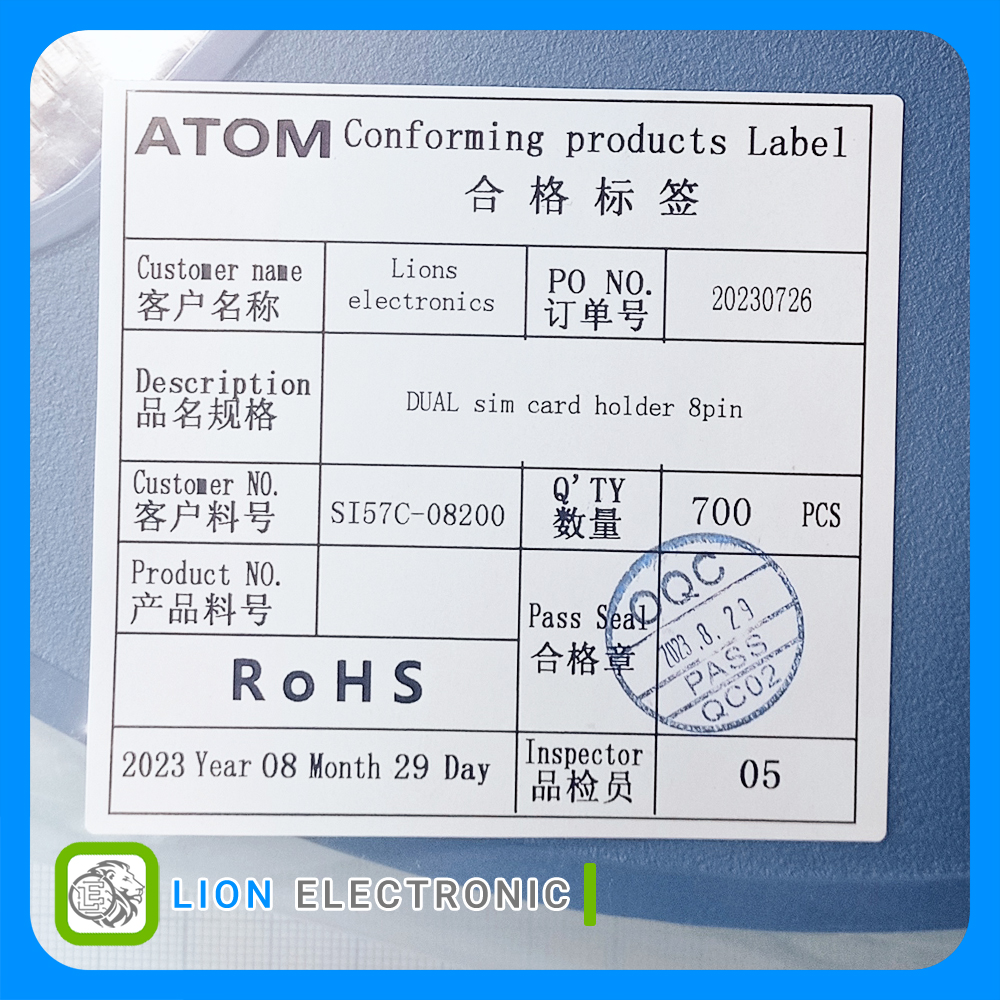 ATOM Conforming products Label
合格标签
Customer name
客户名称
Lions
electronics
PO NO.
订单号
20230726
Description
品名规格
DUAL sim card holder 8pin
Customer NO.
客户料号
SI57C-08200
Q'TY
数量
700 PCS
Product NO.
产品料号
Pass Seal
合格章
OQC
2023.8.29
PASS
QC02
RoHS
2023 Year 08 Month 29 Day
Inspector
品检员
05
LE
LION ELECTRONIC